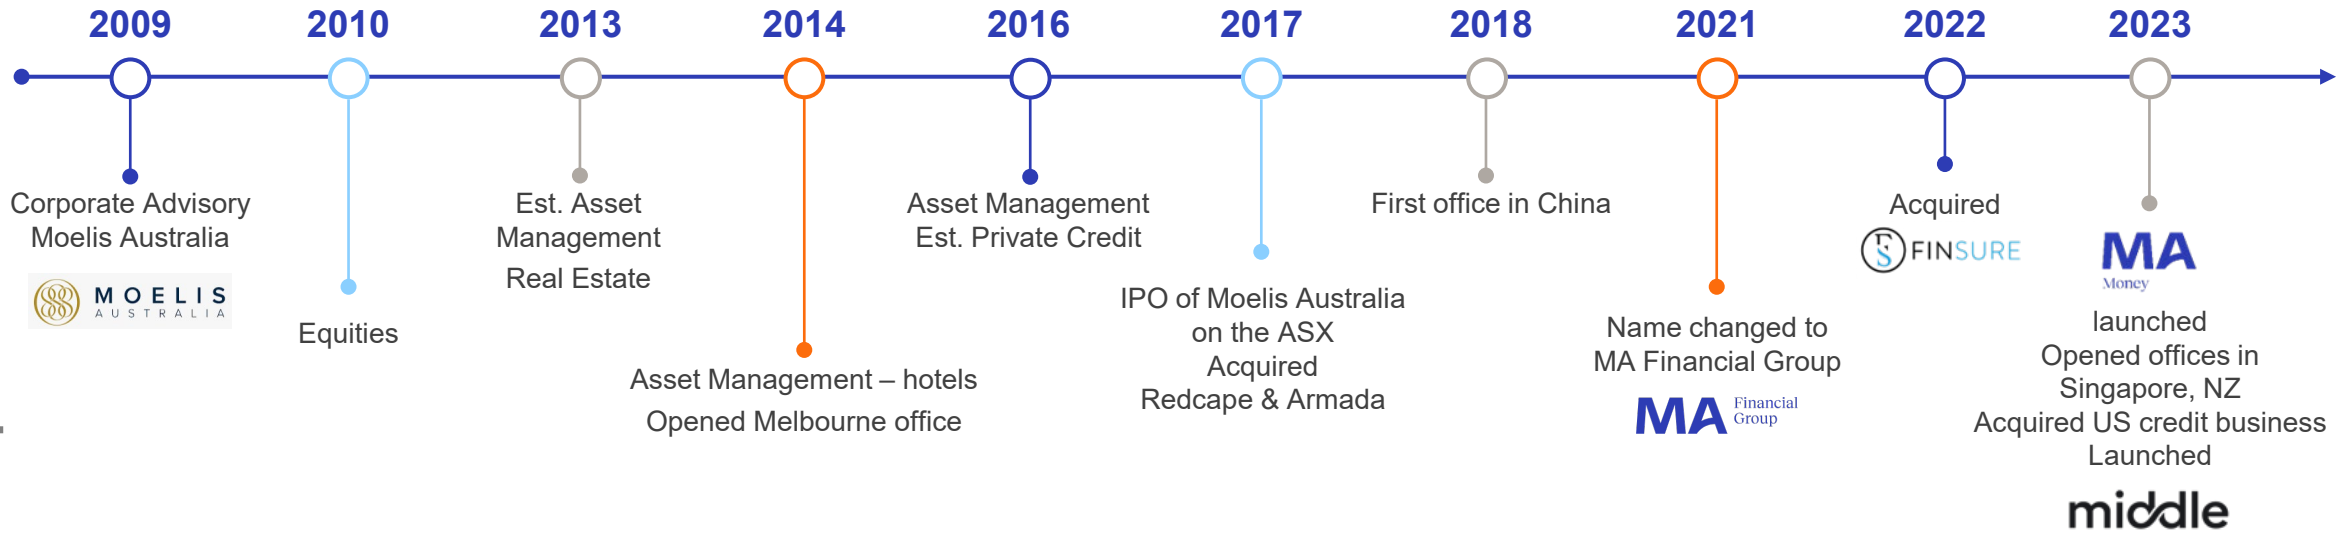 2009
Corporate Advisory
Moelis Australia
MOELIS
AUSTRALIA
2010
Equities
2013
Est. Asset
Management
Real Estate
2014
Asset Management – hotels
Opened Melbourne office
2016
Asset Management
Est. Private Credit
2017
IPO of Moelis Australia
on the ASX
Acquired
Redcape & Armada
2018
First office in China
2021
Name changed to
MA Financial Group
MA Financial
Group
2022
Acquired
FS FINSURE
2023
MA
Money
launched
Opened offices in
Singapore, NZ
Acquired US credit business
Launched
middle